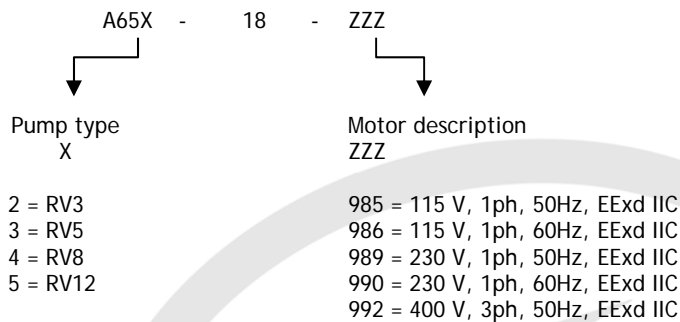 A65X - 18 - ZZZ
Pump type
X
2 = RV3
3 = RV5
4 = RV8
5 = RV12
Motor description
ZZZ
985 = 115 V, 1ph, 50Hz, EExd IIC
986 = 115 V, 1ph, 60Hz, EExd IIC
989 = 230 V, 1ph, 50Hz, EExd IIC
990 = 230 V, 1ph, 60Hz, EExd IIC
992 = 400 V, 3ph, 50Hz, EExd IIC